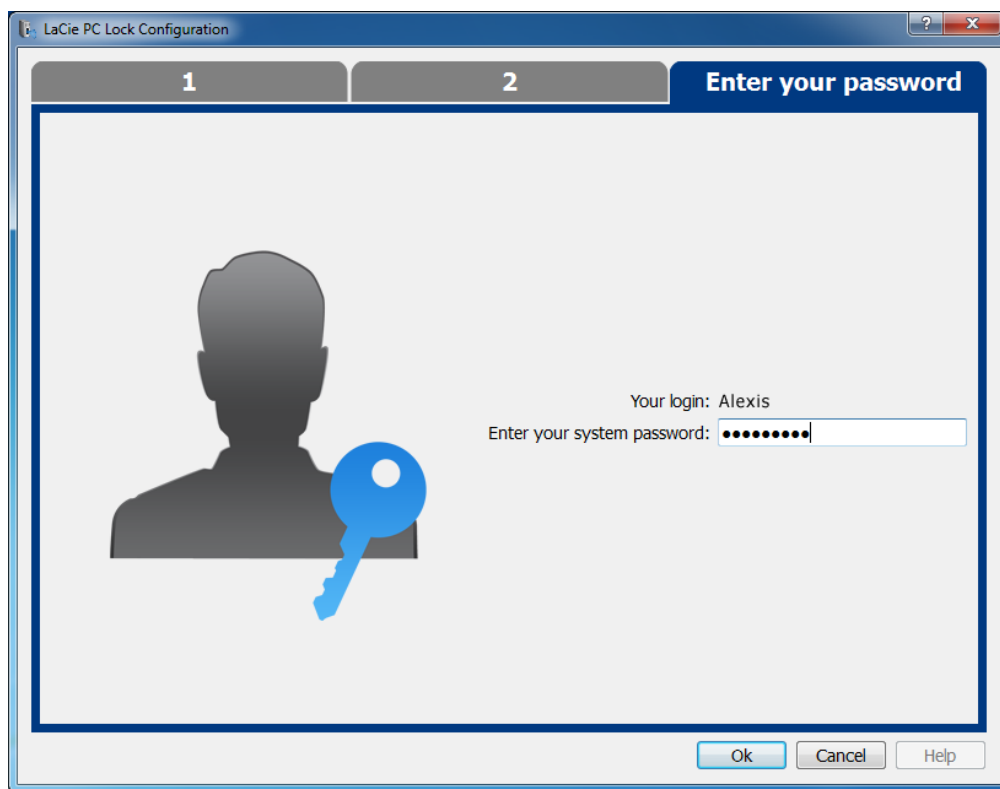 LaCie PC Lock Configuration
1 2 Enter your password
Your login: Alexis
Enter your system password: ●●●●●●●●●
Ok Cancel Help